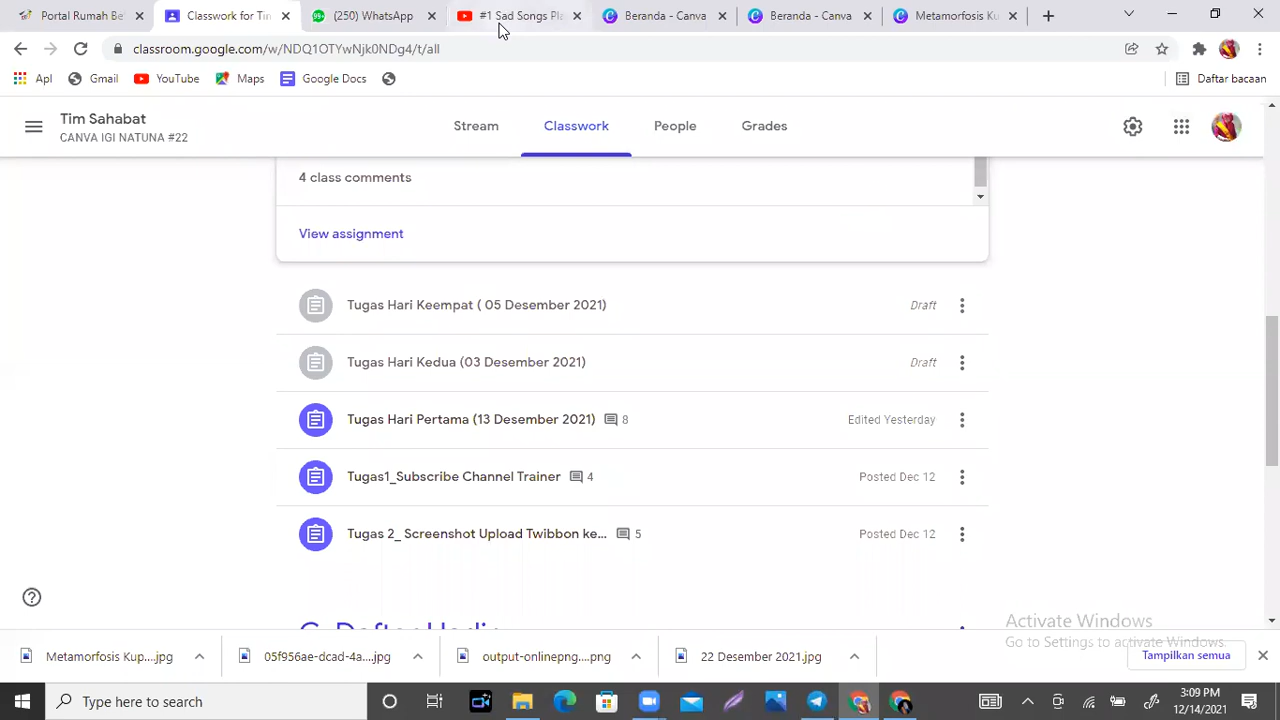 Portal Rumah Be
Classwork for Tim
(250) WhatsApp
#1 Sad Songs Pla
Beranda - Canva
Beranda - Canva
Metamorfosis Ku
classroom.google.com/w/NDQ1OTYwNjk0NDg4/t/all
Apl
Gmail
YouTube
Maps
Google Docs
Daftar bacaan
Tim Sahabat
CANVA IGI NATUNA #22
Stream
Classwork
People
Grades
4 class comments
View assignment
Tugas Hari Keempat ( 05 Desember 2021) Draft
Tugas Hari Kedua (03 Desember 2021) Draft
Tugas Hari Pertama (13 Desember 2021) 8 Edited Yesterday
Tugas1_Subscribe Channel Trainer 4 Posted Dec 12
Tugas 2_ Screenshot Upload Twibbon ke... 5 Posted Dec 12
Activate Windows
Go to Settings to activate Windows.
Metamorfosis Kup....jpg
05f956ae-dcad-4a....jpg
output-onlinepng....png
22 Desember 2021.jpg
Tampilkan semua
Type here to search
3:09 PM
12/14/2021